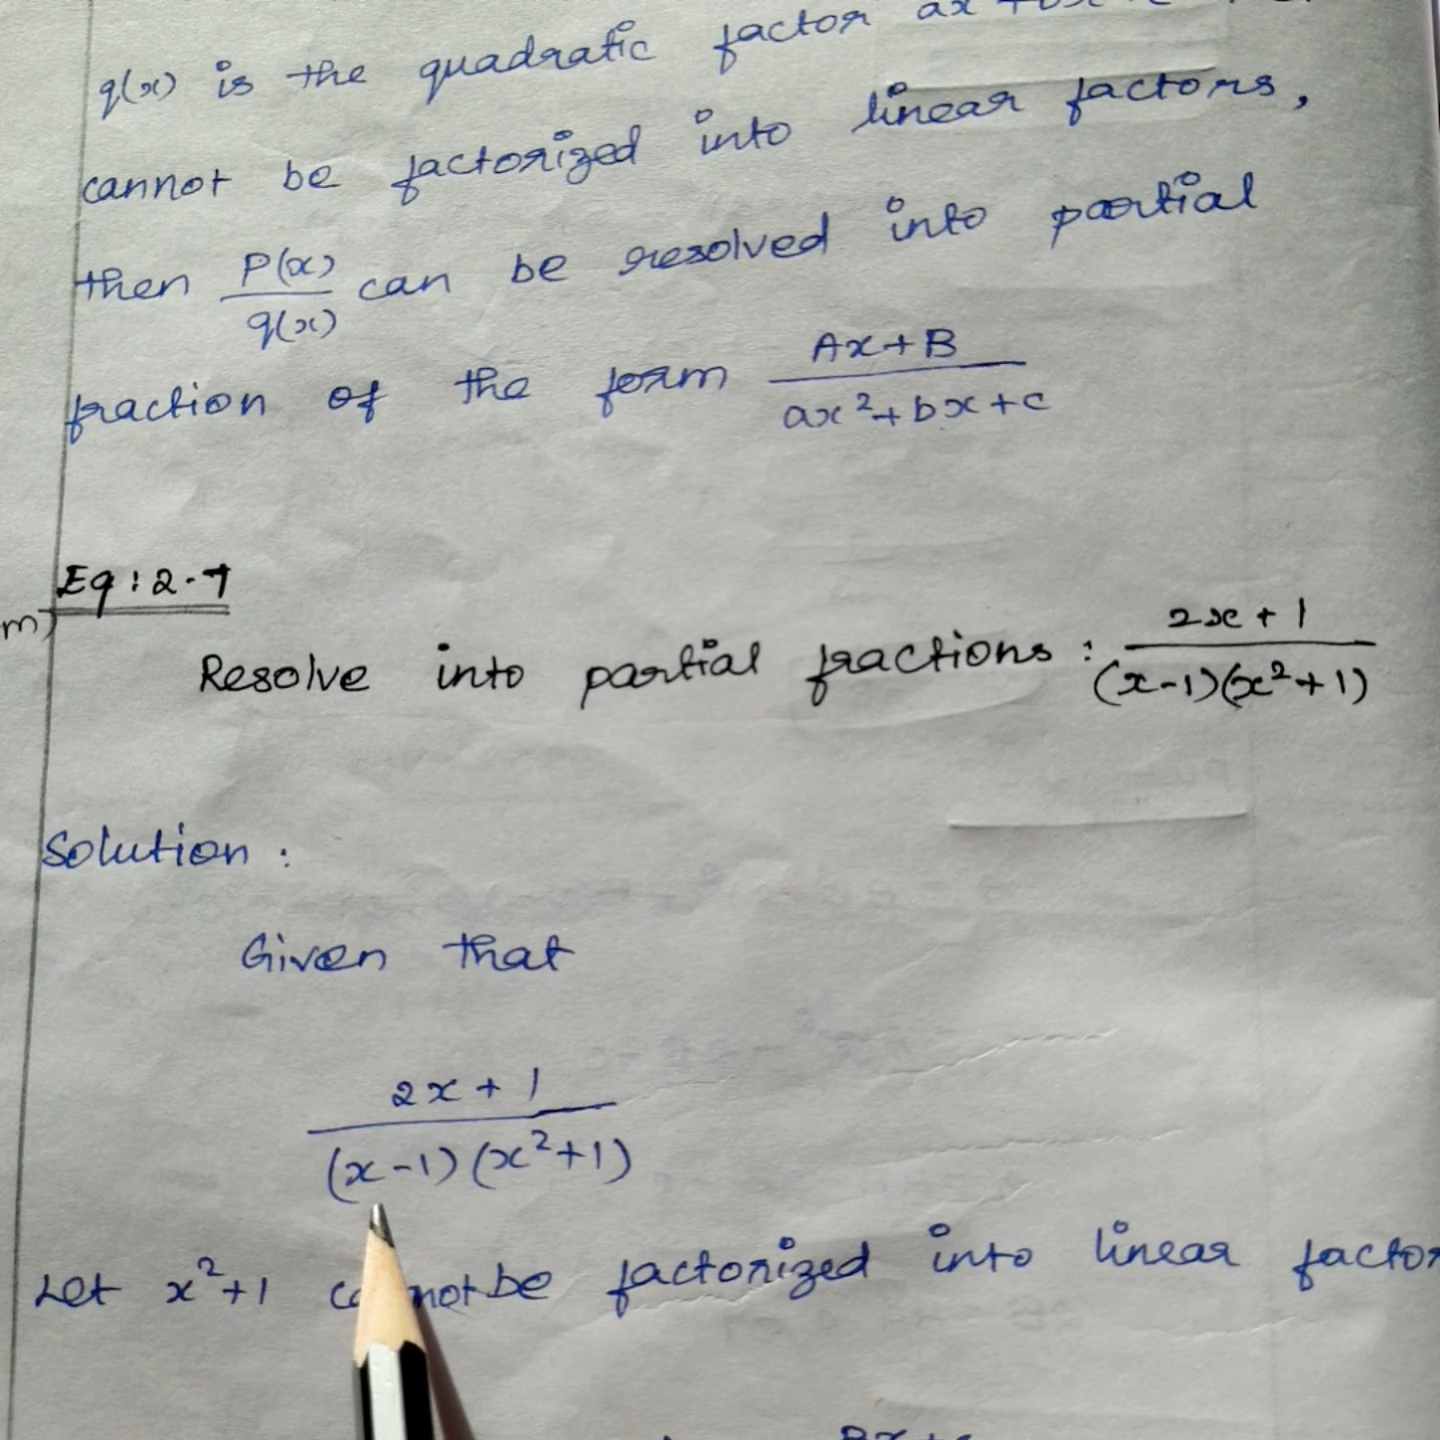 q(x) is the quadratic factor
cannot be factorized into linear factors,
then P(x)/q(x) can be resolved into partial
fraction of the form Ax+B/ax²+bx+c
Eg: 2.7
m)
Resolve into partial fractions: 2x+1/(x-1)(x²+1)
Solution:
Given that
2x+1/(x-1)(x²+1)
Let x²+1 be factorized into linear